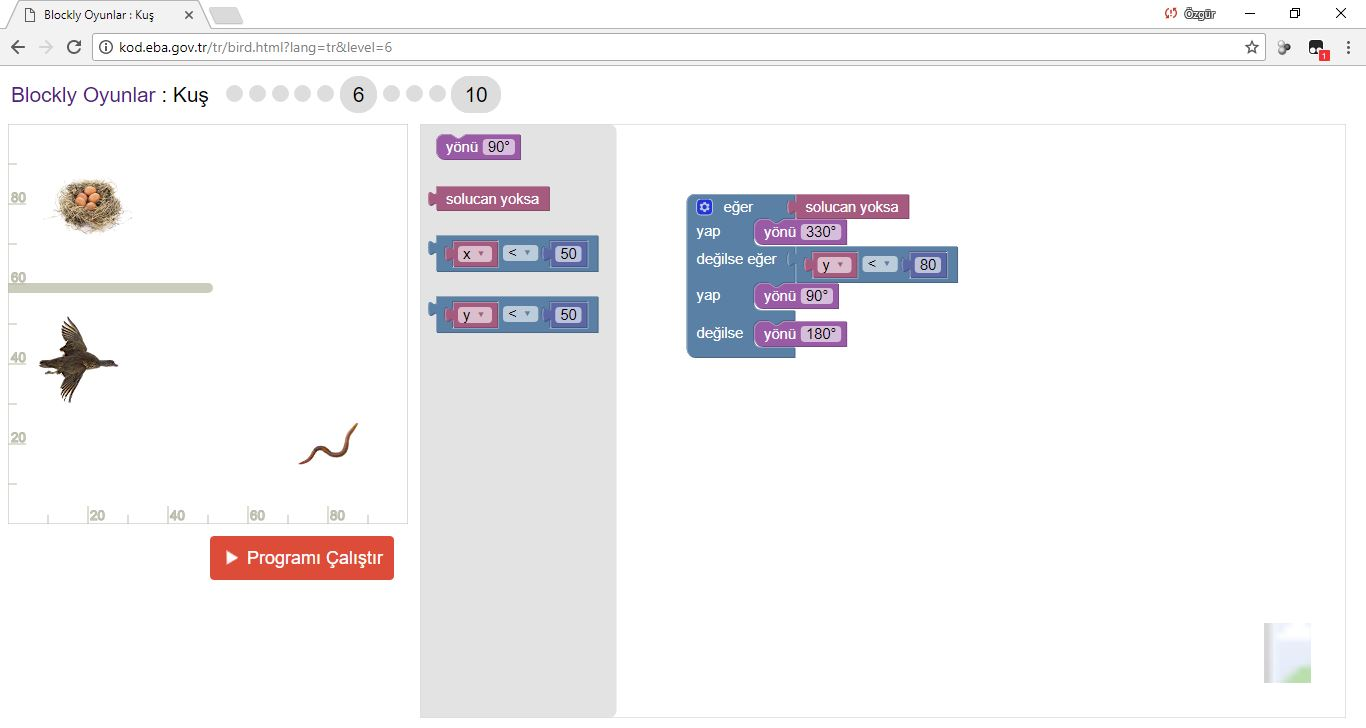 Blockly Oyunlar : Kuş
Özgür
kod.eba.gov.tr/tr/bird.html?lang=tr&level=6
1
Blockly Oyunlar : Kuş 6 10
80
60
40
20
20 40 60 80
Programı Çalıştır
yönü 90°
solucan yoksa
x < 50
y < 50
eğer solucan yoksa
yap yönü 330°
değilse eğer y < 80
yap yönü 90°
değilse yönü 180°